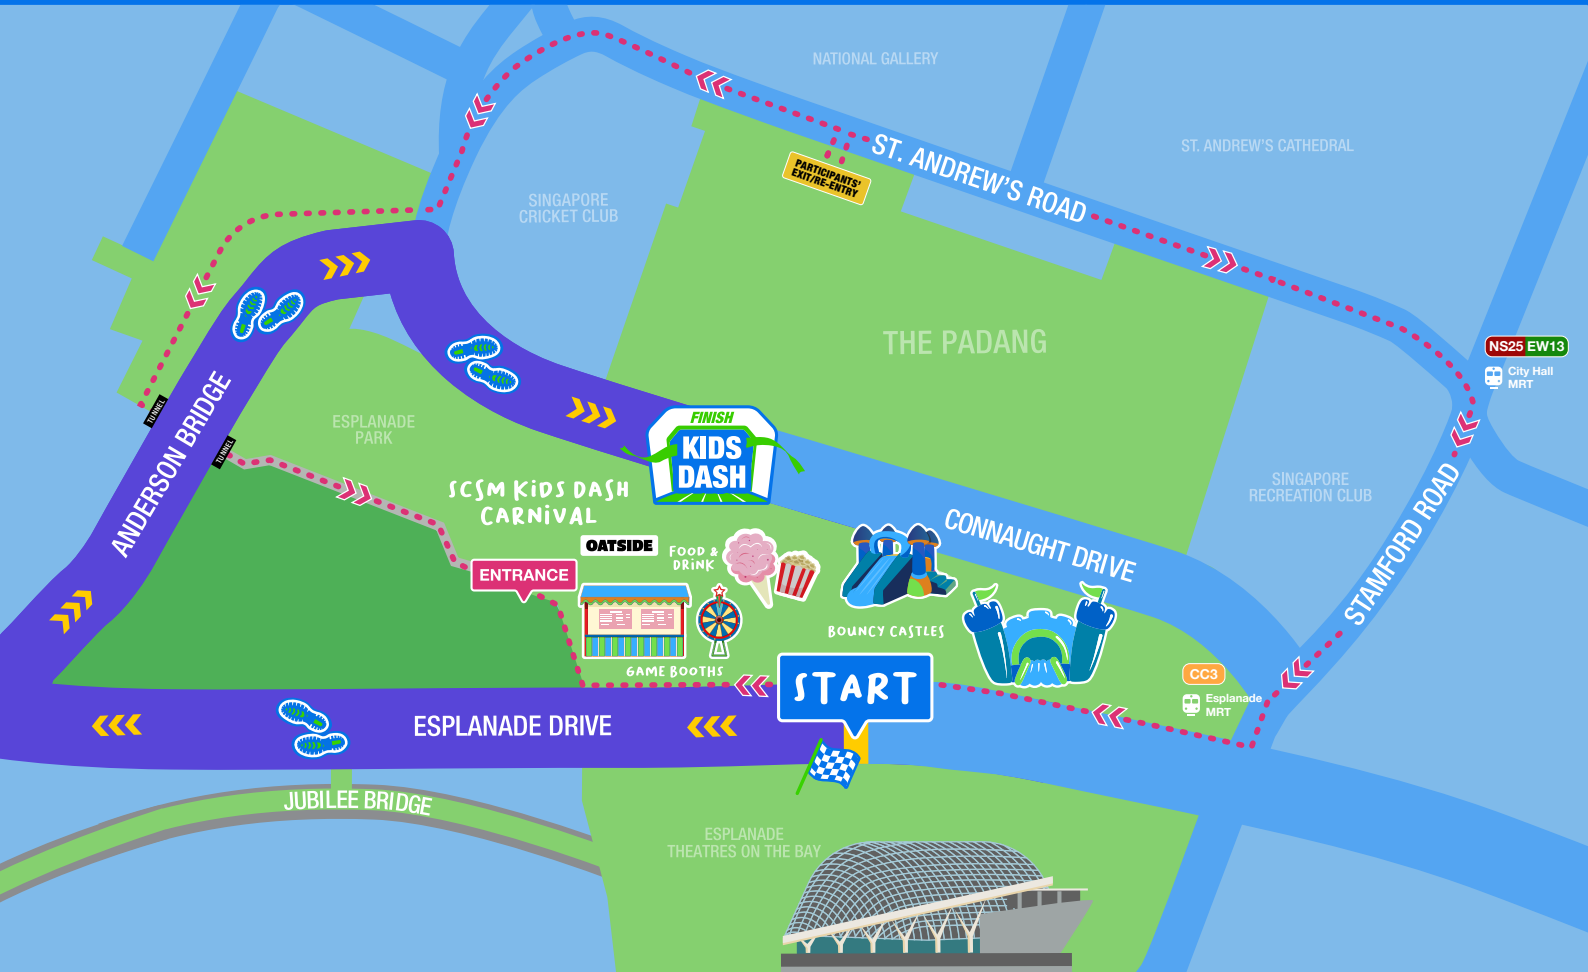 NATIONAL GALLERY
ST. ANDREW'S ROAD
ST. ANDREW'S CATHEDRAL
PARTICIPANTS'
EXIT/RE-ENTRY
SINGAPORE
CRICKET CLUB
THE PADANG
NS25 EW13
City Hall
MRT
ANDERSON BRIDGE
TUNNEL
TUNNEL
ESPLANADE
PARK
FINISH
KIDS
DASH
SINGAPORE
RECREATION CLUB
STAMFORD ROAD
SCSM KiDS DASH
CARNiVAL
CONNAUGHT DRIVE
OATSIDE
FOOD &
DRiNK
ENTRANCE
BOUNCY CASTLES
GAME BOOTHS
CC3
Esplanade
MRT
START
ESPLANADE DRIVE
JUBILEE BRIDGE
ESPLANADE
THEATRES ON THE BAY